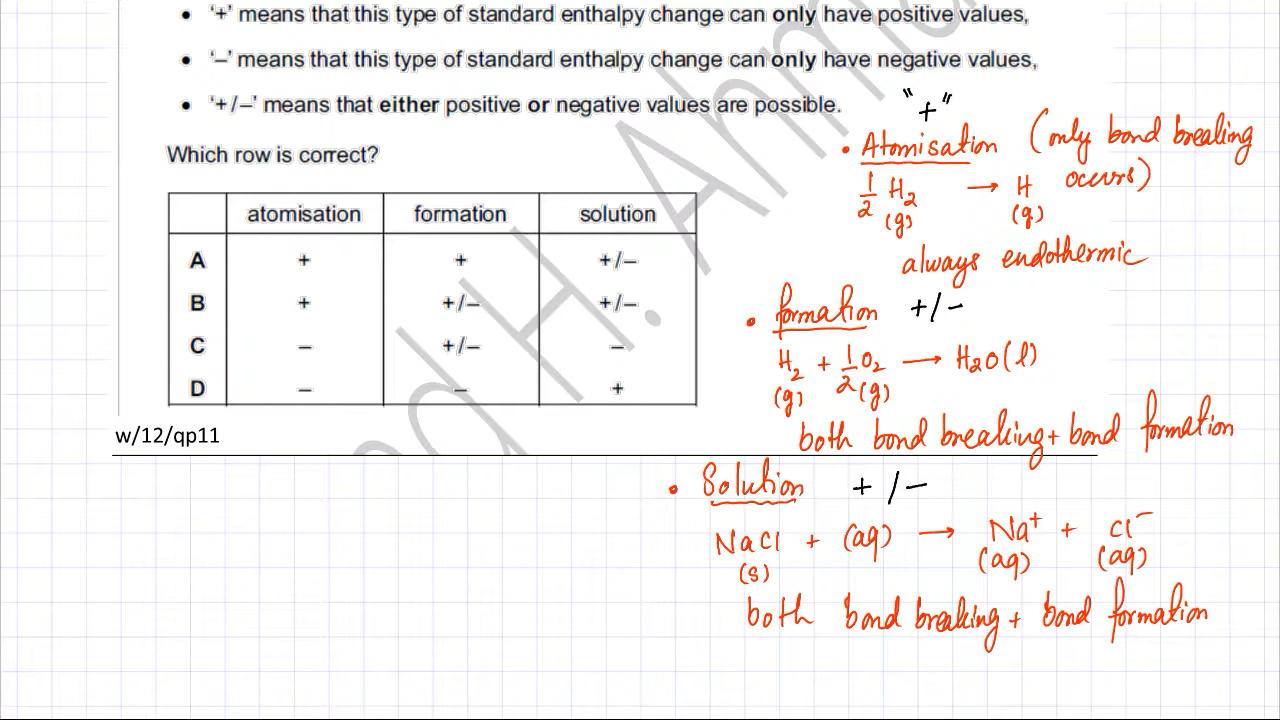 • '+' means that this type of standard enthalpy change can only have positive values,
• '–' means that this type of standard enthalpy change can only have negative values,
• '+/–' means that either positive or negative values are possible.
Which row is correct?
atomisation formation solution
A + + +/–
B + +/– +/–
C – +/– –
D – – +
w/12/qp11
"+"
• Atomisation (only bond breaking
occurs)
1/2 H2 (g) → H (g)
always endothermic
• formation +/–
H2 (g) + 1/2 O2 (g) → H2O(l)
both bond breaking + bond formation
• Solution +/–
NaCl (s) + (aq) → Na+ (aq) + Cl– (aq)
both bond breaking + bond formation